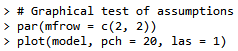 > # Graphical test of assumptions
> par(mfrow = c(2, 2))
> plot(model, pch = 20, las = 1)